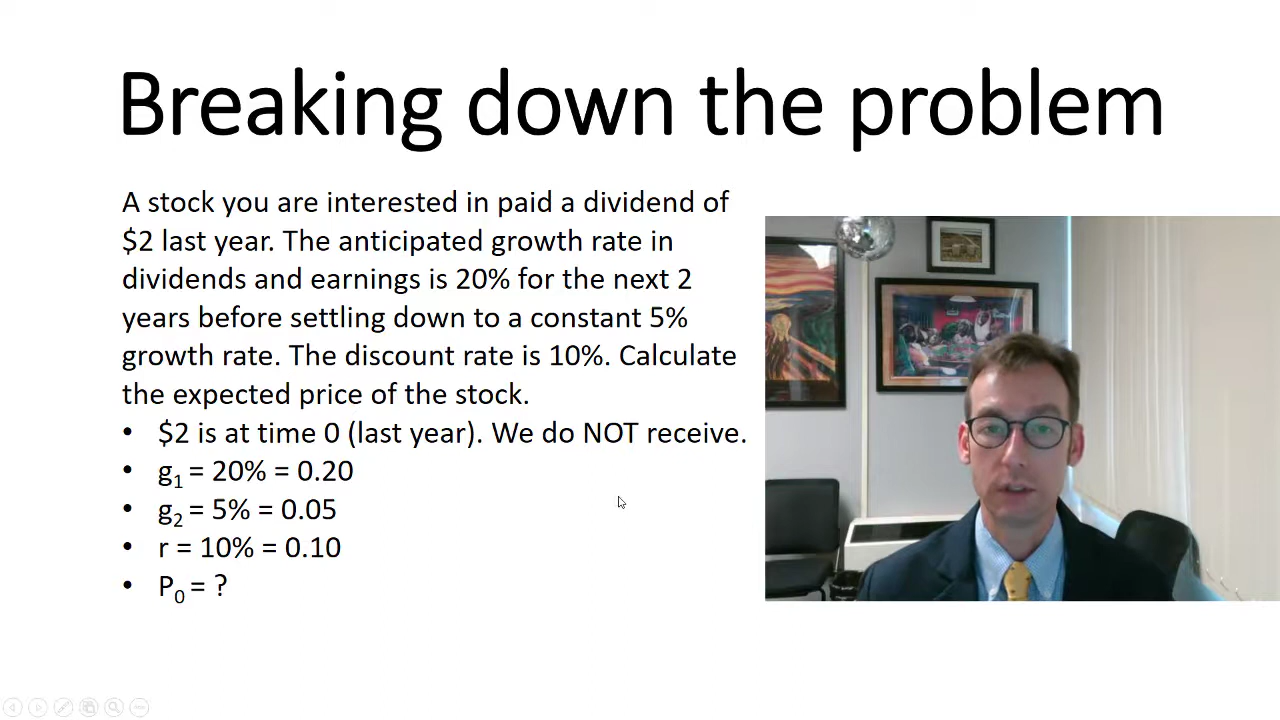 Breaking down the problem
A stock you are interested in paid a dividend of
$2 last year. The anticipated growth rate in
dividends and earnings is 20% for the next 2
years before settling down to a constant 5%
growth rate. The discount rate is 10%. Calculate
the expected price of the stock.
• $2 is at time 0 (last year). We do NOT receive.
• g₁ = 20% = 0.20
• g₂ = 5% = 0.05
• r = 10% = 0.10
• P₀ = ?